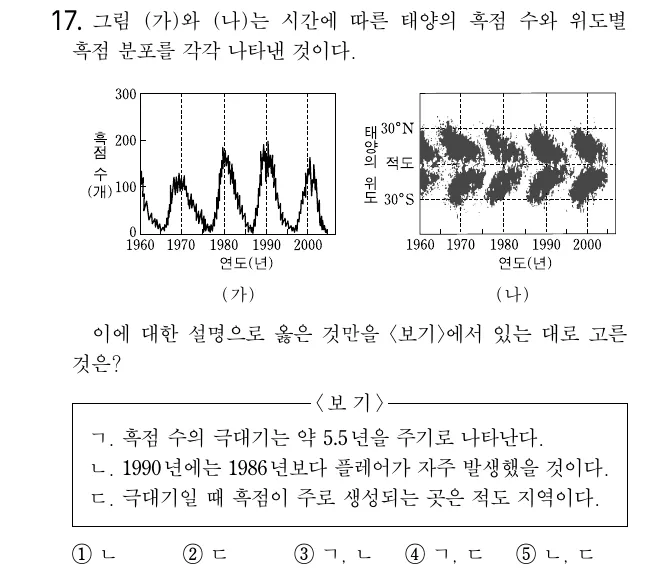 17. 그림 (가)와 (나)는 시간에 따른 태양의 흑점 수와 위도별
흑점 분포를 각각 나타낸 것이다.
300
200
100
0
흑점 수(개)
1960 1970 1980 1990 2000
연도(년)
(가)
태양의 위도
30°N
적도
30°S
1960 1970 1980 1990 2000
연도(년)
(나)
이에 대한 설명으로 옳은 것만을 〈보기〉에서 있는 대로 고른
것은?
〈보 기〉
ㄱ. 흑점 수의 극대기는 약 5.5년을 주기로 나타난다.
ㄴ. 1990년에는 1986년보다 플레어가 자주 발생했을 것이다.
ㄷ. 극대기일 때 흑점이 주로 생성되는 곳은 적도 지역이다.
① ㄴ ② ㄷ ③ ㄱ, ㄴ ④ ㄱ, ㄷ ⑤ ㄴ, ㄷ